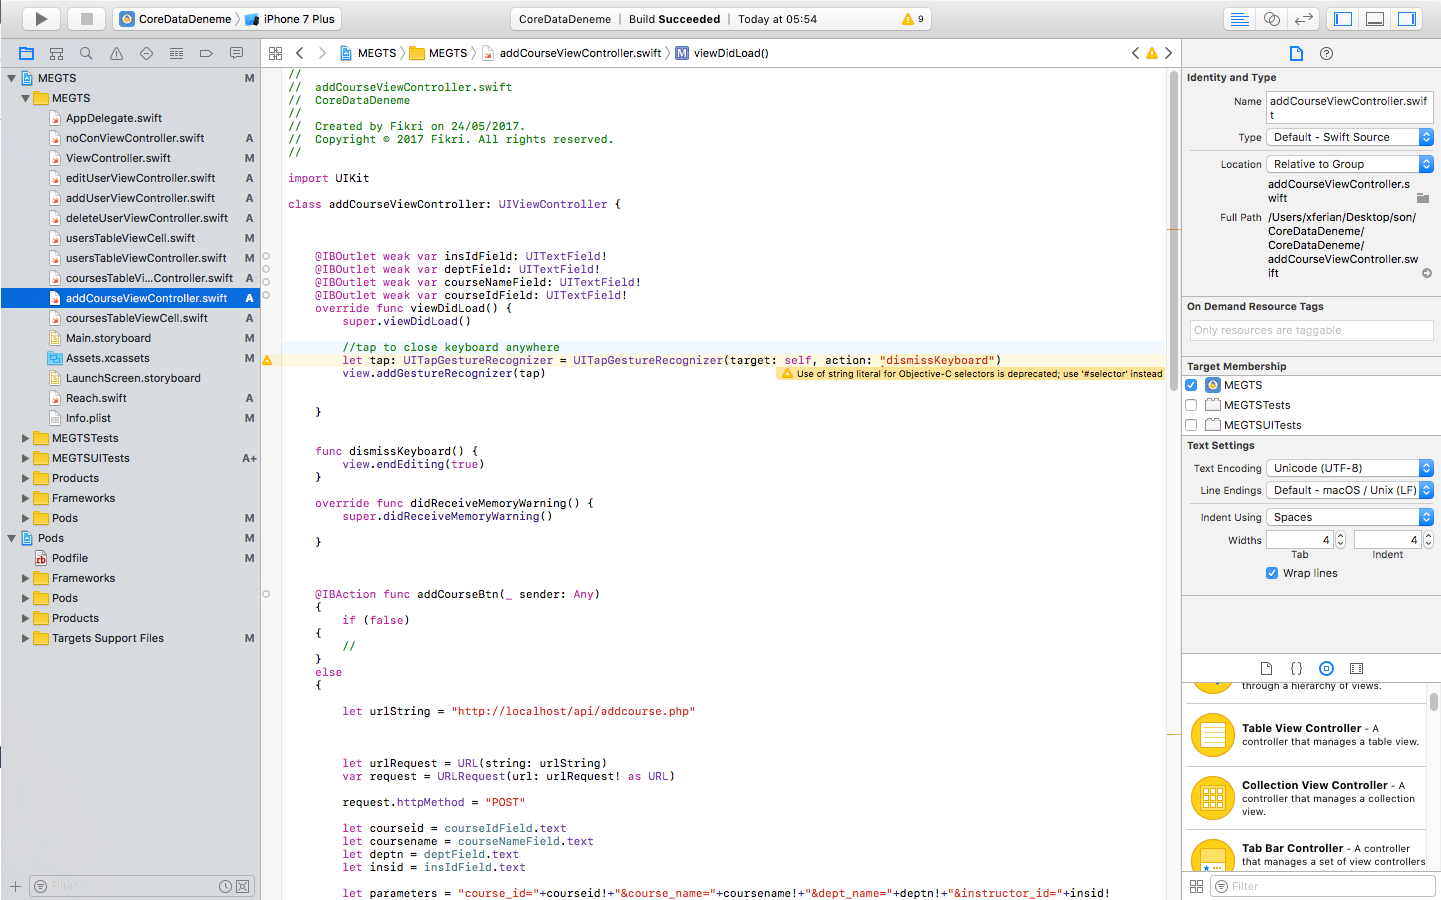 CoreDataDeneme
iPhone 7 Plus
CoreDataDeneme | Build Succeeded | Today at 05:54
9
MEGTS M
MEGTS
AppDelegate.swift
noConViewController.swift A
ViewController.swift M
editUserViewController.swift A
addUserViewController.swift A
deleteUserViewController.swift A
usersTableViewCell.swift M
usersTableViewController.swift M
coursesTableVi...Controller.swift A
addCourseViewController.swift A
coursesTableViewCell.swift A
Main.storyboard M
Assets.xcassets M
LaunchScreen.storyboard
Reach.swift A
Info.plist M
MEGTSTests
MEGTSUITests A+
Products
Frameworks
Pods M
Pods M
Podfile M
Frameworks
Pods
Products
Targets Support Files M
Filter
MEGTS MEGTS addCourseViewController.swift M viewDidLoad()
//
// addCourseViewController.swift
// CoreDataDeneme
//
// Created by Fikri on 24/05/2017.
// Copyright © 2017 Fikri. All rights reserved.
//
import UIKit
class addCourseViewController: UIViewController {
@IBOutlet weak var insIdField: UITextField!
@IBOutlet weak var deptField: UITextField!
@IBOutlet weak var courseNameField: UITextField!
@IBOutlet weak var courseIdField: UITextField!
override func viewDidLoad() {
super.viewDidLoad()
//tap to close keyboard anywhere
let tap: UITapGestureRecognizer = UITapGestureRecognizer(target: self, action: "dismissKeyboard")
view.addGestureRecognizer(tap)
Use of string literal for Objective-C selectors is deprecated; use '#selector' instead
}
func dismissKeyboard() {
view.endEditing(true)
}
override func didReceiveMemoryWarning() {
super.didReceiveMemoryWarning()
}
@IBAction func addCourseBtn(_ sender: Any)
{
if (false)
{
//
}
else
{
let urlString = "http://localhost/api/addcourse.php"
let urlRequest = URL(string: urlString)
var request = URLRequest(url: urlRequest! as URL)
request.httpMethod = "POST"
let courseid = courseIdField.text
let coursename = courseNameField.text
let deptn = deptField.text
let insid = insIdField.text
let parameters = "course_id="+courseid!+"&course_name="+coursename!+"&dept_name="+deptn!+"&instructor_id="+insid!
Identity and Type
Name addCourseViewController.swif
t
Type Default - Swift Source
Location Relative to Group
addCourseViewController.s
wift
Full Path /Users/xferian/Desktop/son/
CoreDataDeneme/
CoreDataDeneme/
addCourseViewController.sw
ift
On Demand Resource Tags
Only resources are taggable
Target Membership
MEGTS
MEGTSTests
MEGTSUITests
Text Settings
Text Encoding Unicode (UTF-8)
Line Endings Default - macOS / Unix (LF)
Indent Using Spaces
Widths 4 4
Tab Indent
Wrap lines
{}
through a hierarchy of views.
Table View Controller - A
controller that manages a table view.
Collection View Controller - A
controller that manages a collection
view.
Tab Bar Controller - A controller
that manages a set of view controllers
Filter